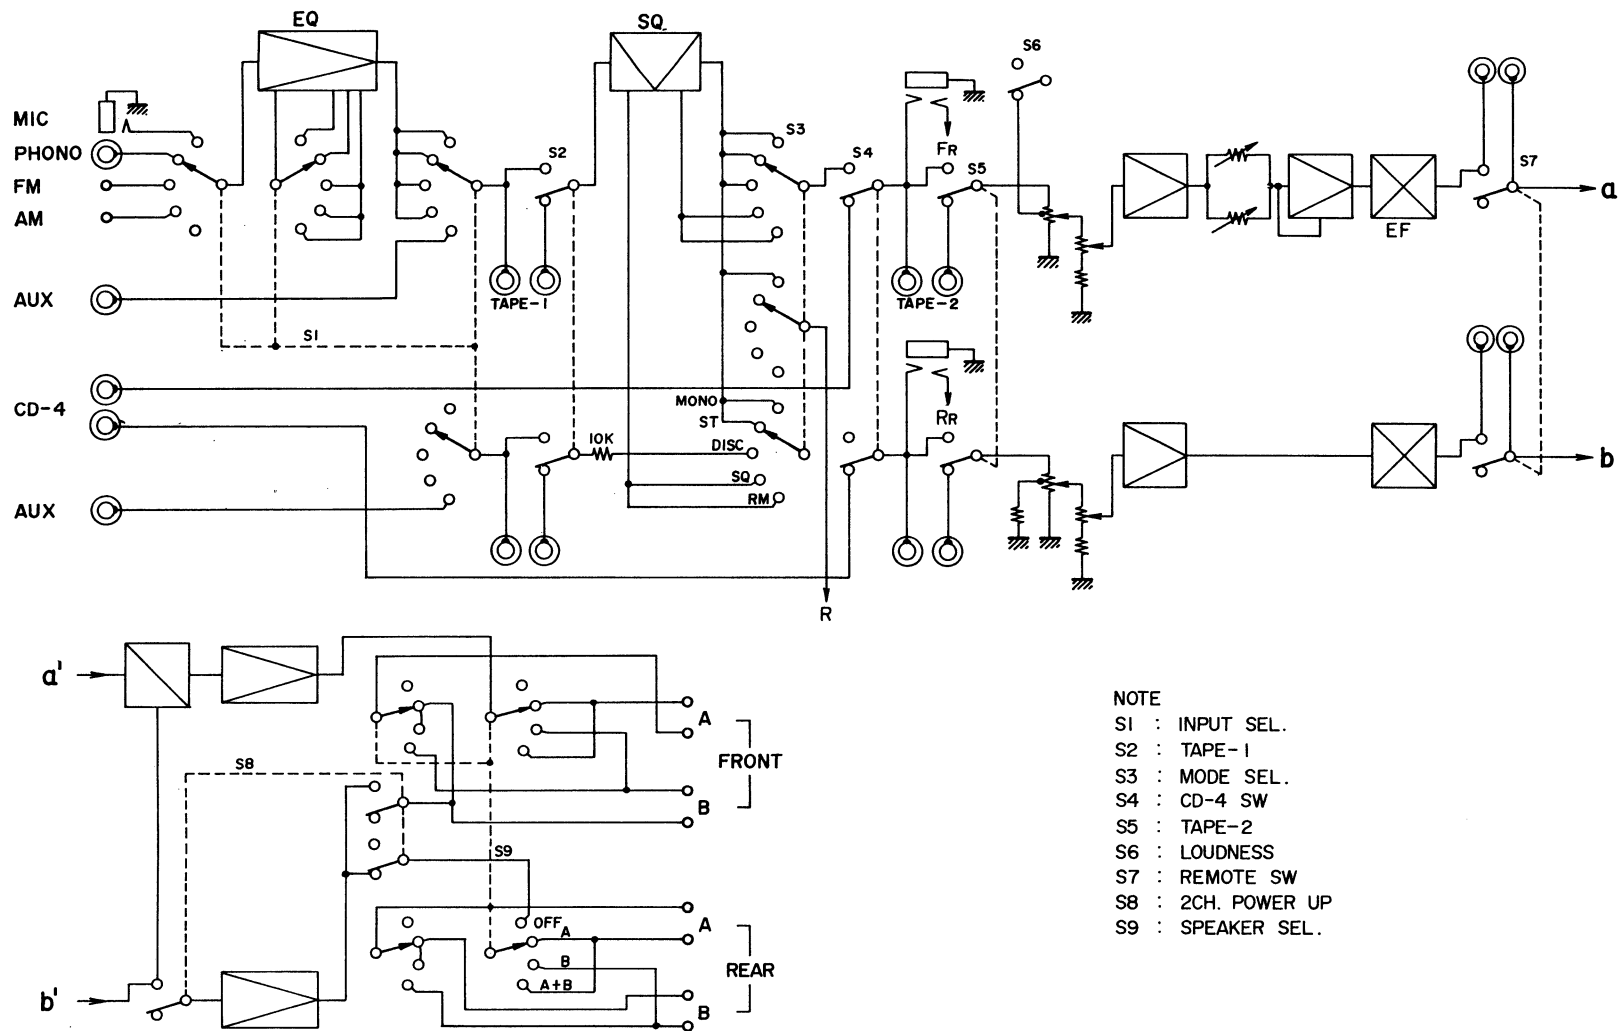 EQ
SQ
S6
MIC
S3
PHONO
S2
S4
FR
S5
S7
FM
a
AM
EF
AUX
TAPE-1
TAPE-2
S1
CD-4
MONO
RR
ST
10K
DISC
b
SQ
RM
AUX
R
a'
A
FRONT
B
S8
S9
OFF
A
A
B
REAR
A+B
B
b'
NOTE
S1 : INPUT SEL.
S2 : TAPE-1
S3 : MODE SEL.
S4 : CD-4 SW
S5 : TAPE-2
S6 : LOUDNESS
S7 : REMOTE SW
S8 : 2CH. POWER UP
S9 : SPEAKER SEL.